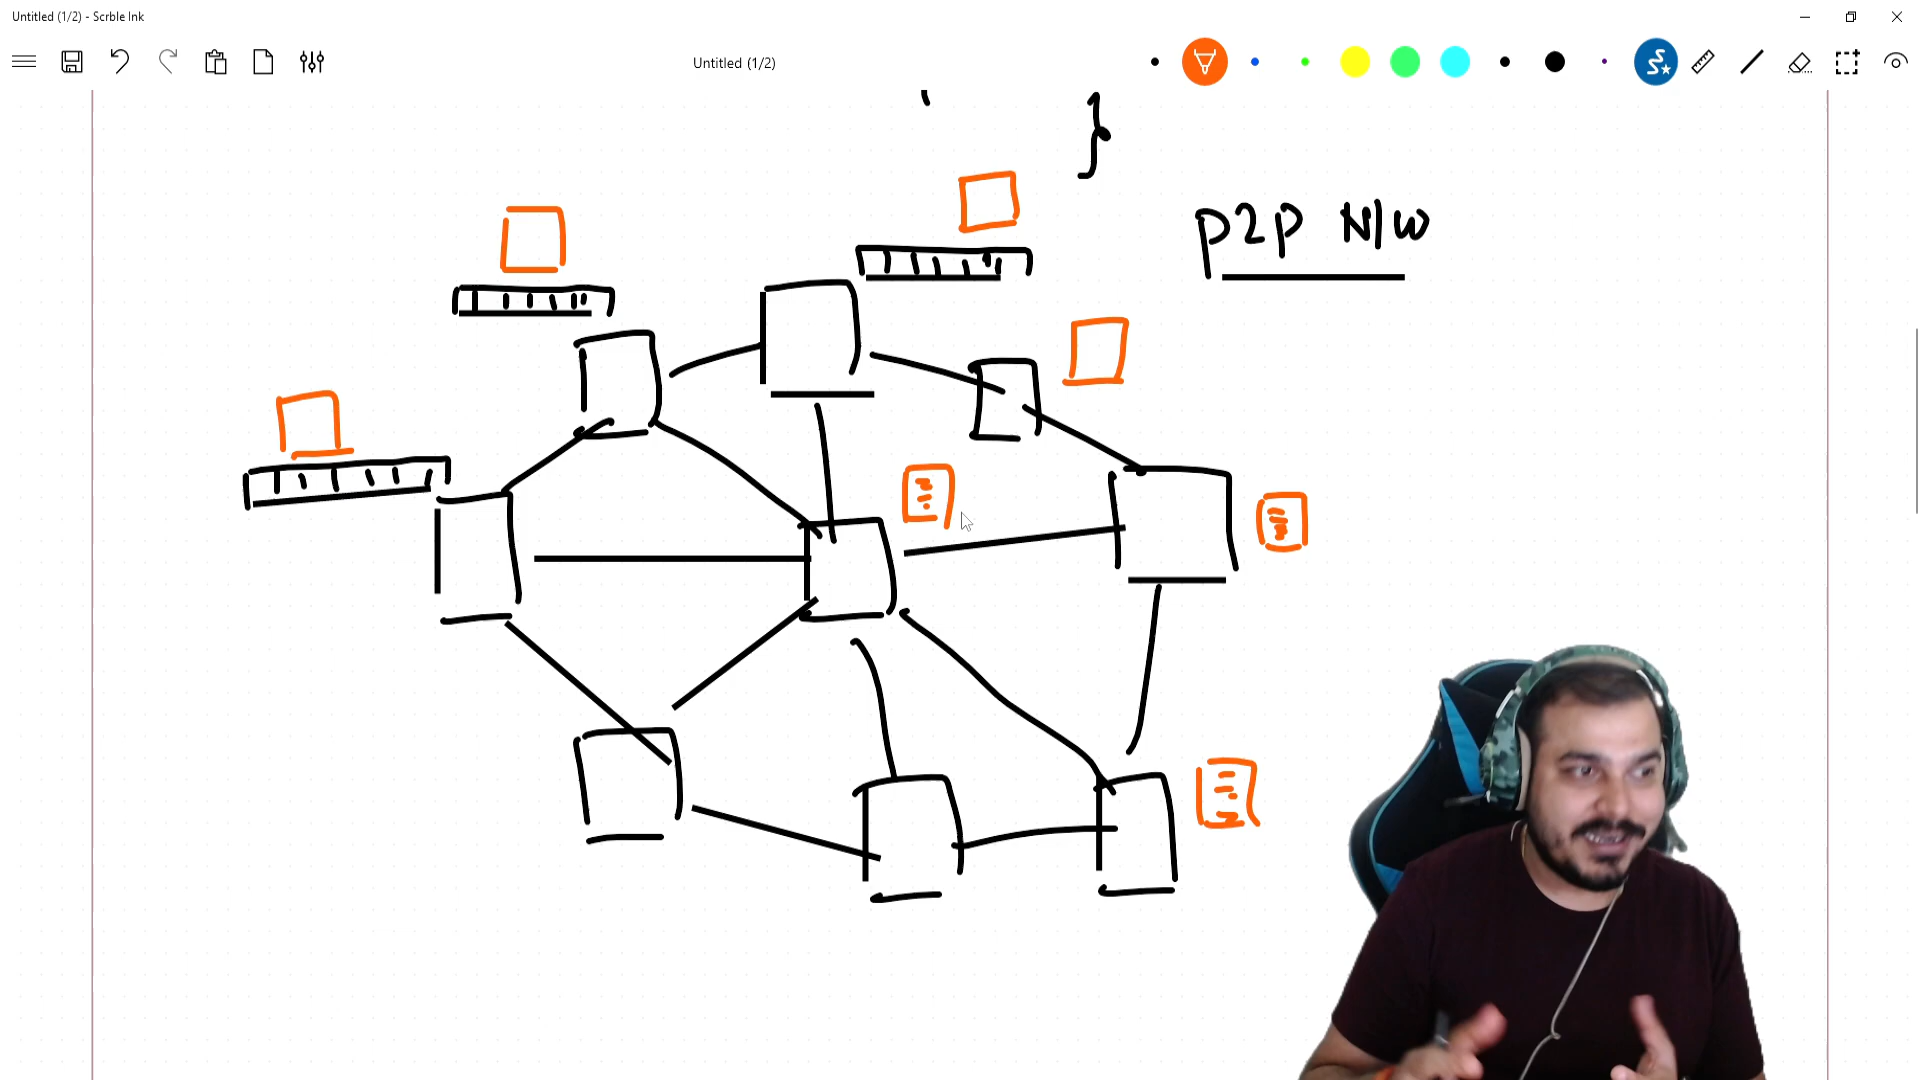 Untitled (1/2) - Scrble Ink
Untitled (1/2)
}
P2P N/W